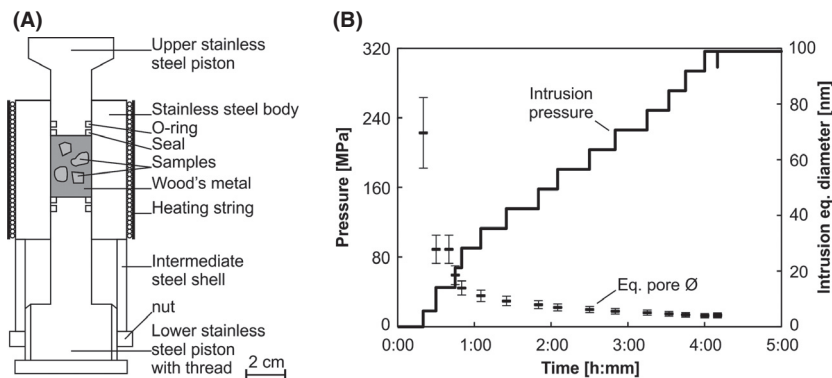 (A)
Upper stainless
steel piston
Stainless steel body
O-ring
Seal
Samples
Wood's metal
Heating string
Intermediate
steel shell
nut
Lower stainless
steel piston
with thread
2 cm
(B)
Pressure [MPa]
320
240
160
80
0
Intrusion
pressure
Eq. pore Ø
100
80
60
40
20
0
Intrusion eq. diameter [nm]
0:00 1:00 2:00 3:00 4:00 5:00
Time [h:mm]